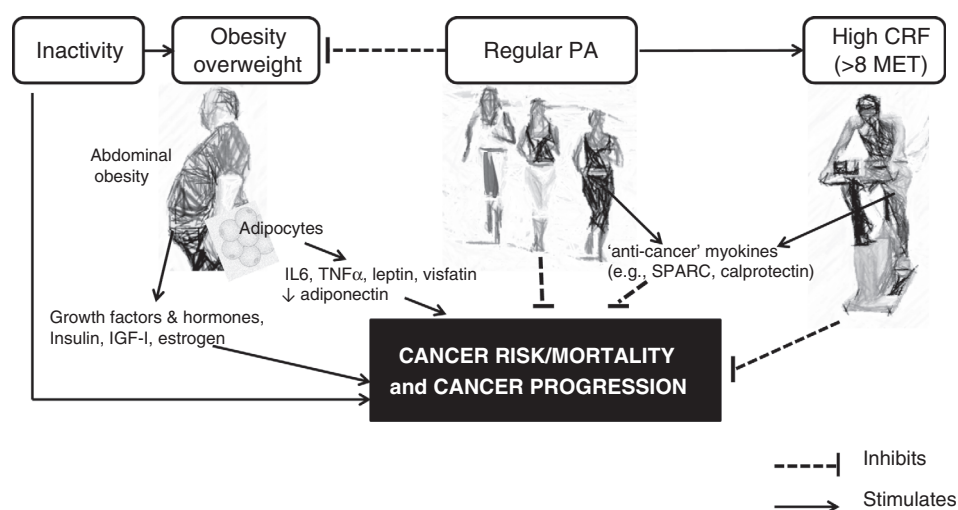 Inactivity
Obesity
overweight
Regular PA
High CRF
(>8 MET)
Abdominal
obesity
Adipocytes
IL6, TNFα, leptin, visfatin
↓ adiponectin
'anti-cancer' myokines
(e.g., SPARC, calprotectin)
Growth factors & hormones,
Insulin, IGF-I, estrogen
CANCER RISK/MORTALITY
and CANCER PROGRESSION
Inhibits
Stimulates